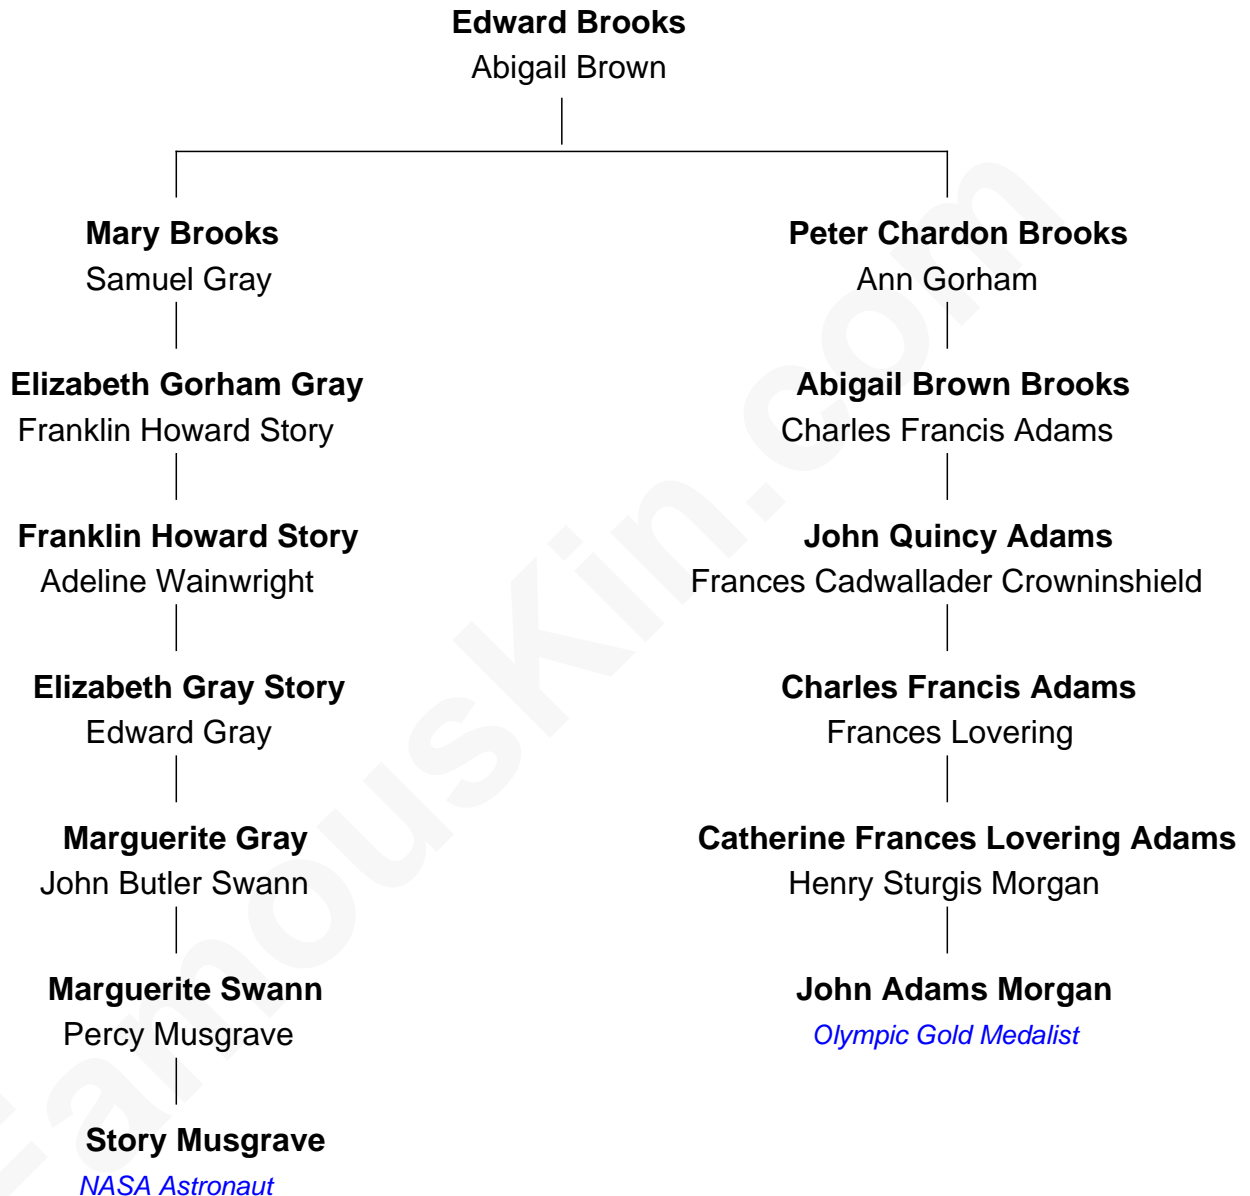 Edward Brooks
Abigail Brown
Mary Brooks
Samuel Gray
Peter Chardon Brooks
Ann Gorham
Elizabeth Gorham Gray
Franklin Howard Story
Abigail Brown Brooks
Charles Francis Adams
Franklin Howard Story
Adeline Wainwright
John Quincy Adams
Frances Cadwallader Crowninshield
Elizabeth Gray Story
Edward Gray
Charles Francis Adams
Frances Lovering
Marguerite Gray
John Butler Swann
Catherine Frances Lovering Adams
Henry Sturgis Morgan
Marguerite Swann
Percy Musgrave
John Adams Morgan
Olympic Gold Medalist
Story Musgrave
NASA Astronaut
FamousKin.com